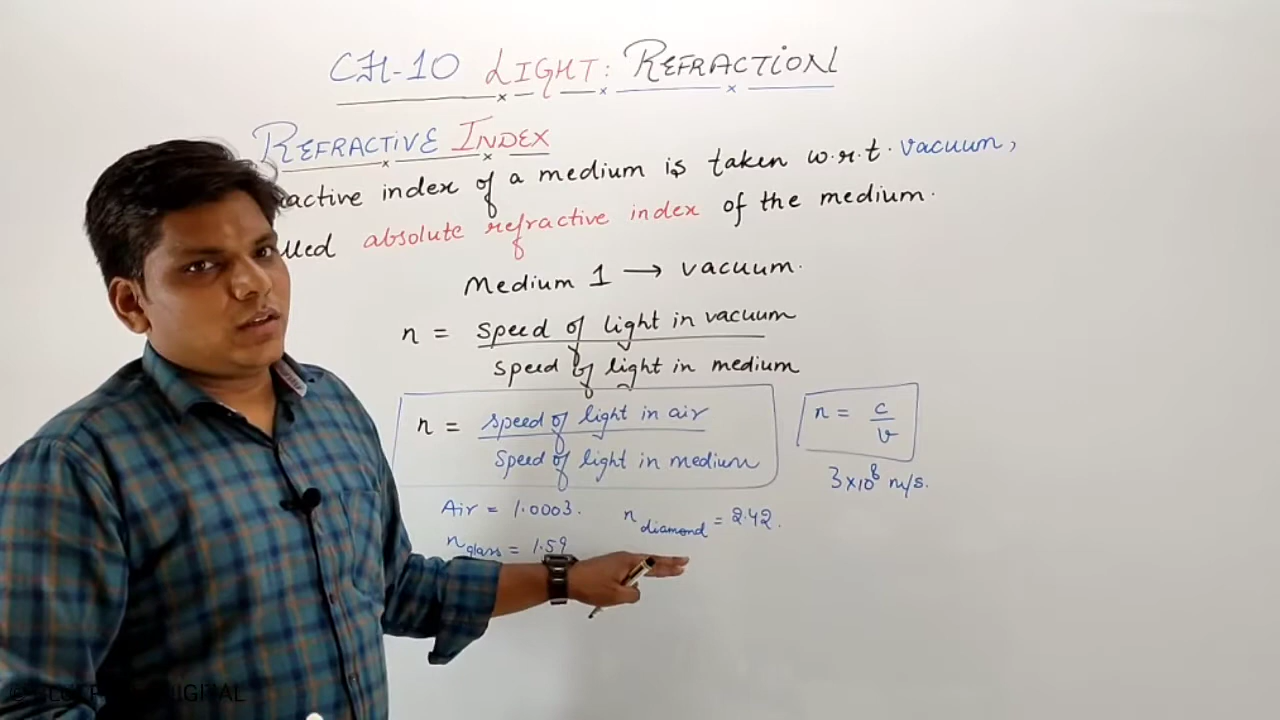 CH-10 LIGHT: REFRACTION
REFRACTIVE INDEX
active index of a medium is taken w.r.t. vacuum,
lled absolute refractive index of the medium.
Medium 1 → vacuum.
n = speed of light in vacuum
speed of light in medium
n = speed of light in air
speed of light in medium
n = c
v
3×10⁸ m/s.
Air = 1.0003.
n diamond = 2.42.
n glass = 1.59
DIGITAL